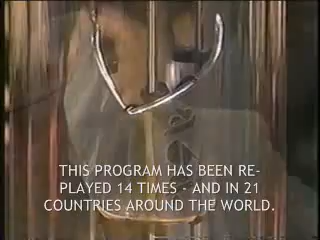 THIS PROGRAM HAS BEEN RE-
PLAYED 14 TIMES - AND IN 21
COUNTRIES AROUND THE WORLD.